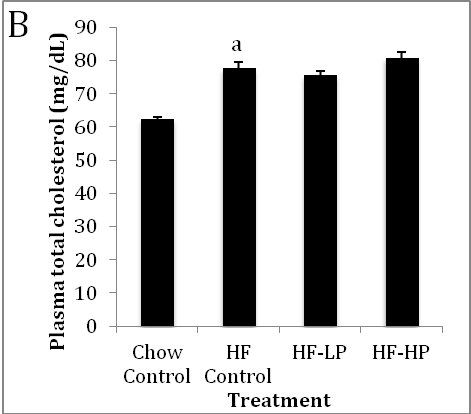 B
Plasma total cholesterol (mg/dL)
90
80
70
60
50
40
30
20
10
0
a
Chow Control
HF Control
HF-LP
HF-HP
Treatment